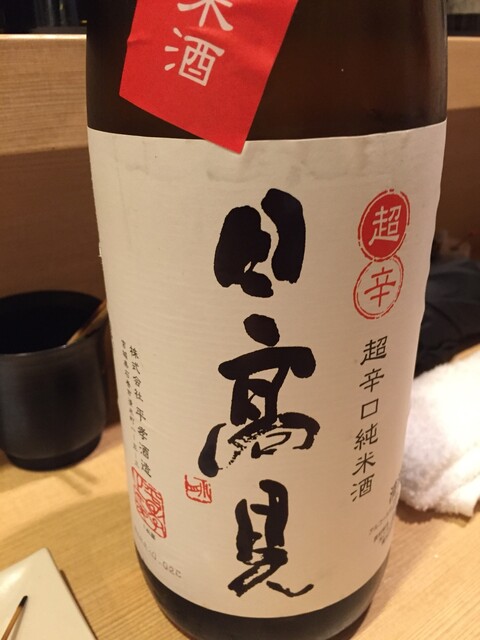 米酒
日高見
超
辛
超辛口純米酒
株式会社平孝酒造